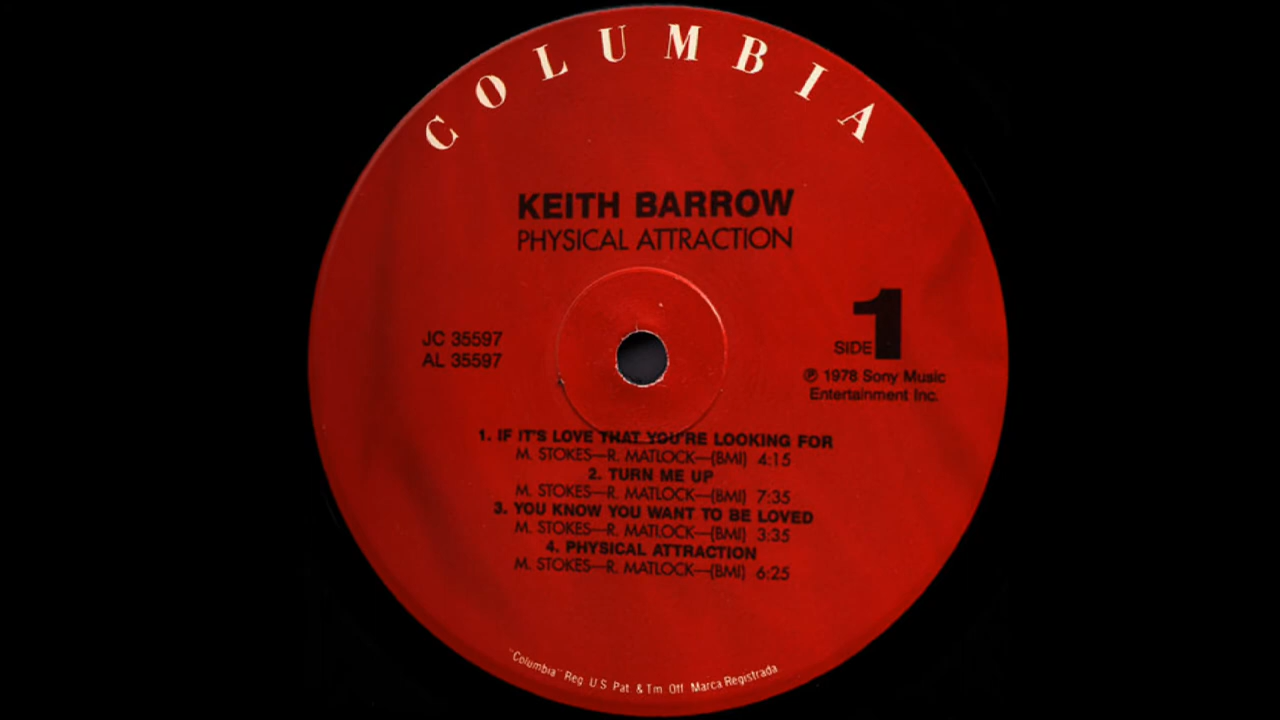 COLUMBIA
KEITH BARROW
PHYSICAL ATTRACTION
JC 35597
AL 35597
SIDE 1
℗ 1978 Sony Music
Entertainment Inc.
1. IF IT'S LOVE THAT YOU'RE LOOKING FOR
M. STOKES—R. MATLOCK—(BMI) 4:15
2. TURN ME UP
M. STOKES—R. MATLOCK—(BMI) 7:35
3. YOU KNOW YOU WANT TO BE LOVED
M. STOKES—R. MATLOCK—(BMI) 3:35
4. PHYSICAL ATTRACTION
M. STOKES—R. MATLOCK—(BMI) 6:25
"Columbia" Reg. U.S. Pat. & Tm. Off. Marca Registrada